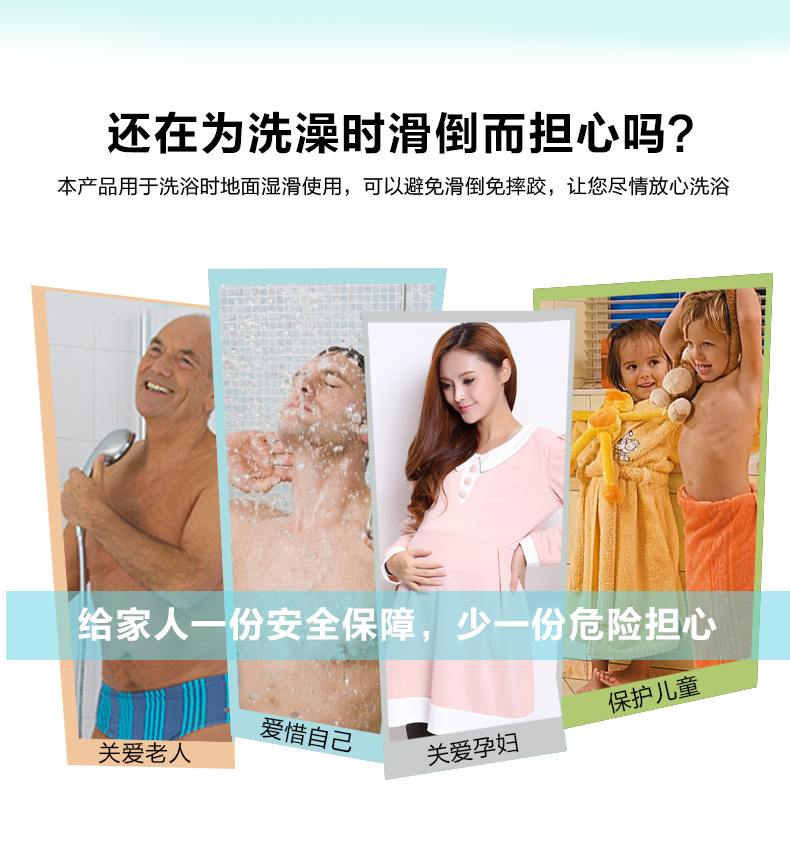 还在为洗澡时滑倒而担心吗?
本产品用于洗浴时地面湿滑使用，可以避免滑倒免摔跤，让您尽情放心洗浴
给家人一份安全保障，少一份危险担心
关爱老人
爱惜自己
关爱孕妇
保护儿童